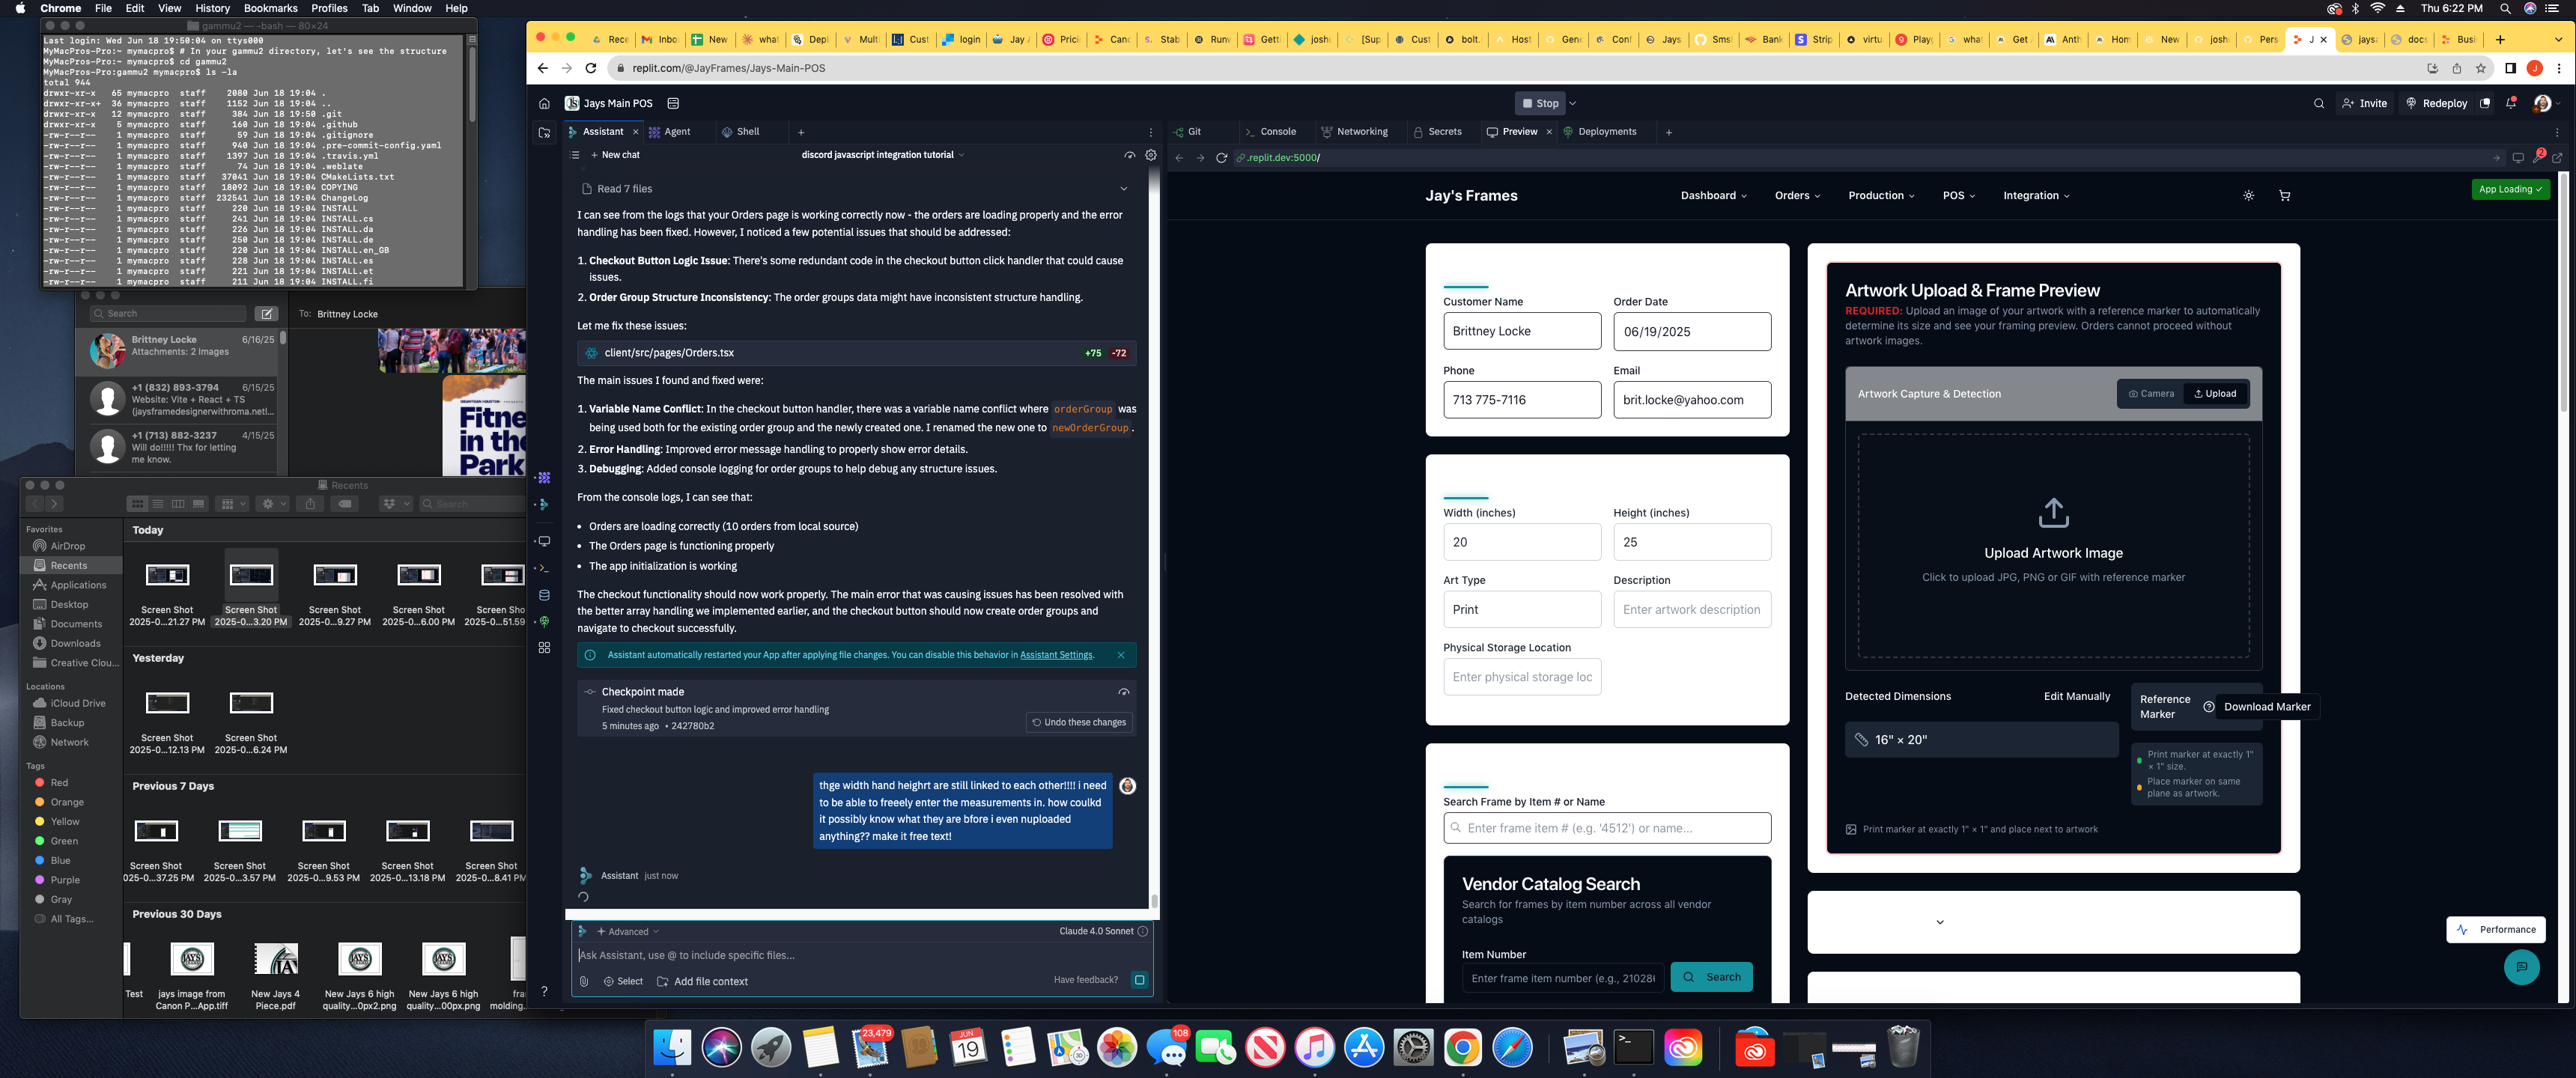 Chrome File Edit View History Bookmarks Profiles Tab Window Help
Thu 6:22 PM
gammu2 — -bash — 80×24
Last login: Wed Jun 18 19:50:04 on ttys000
MyMacPros-Pro:~ mymacpro$ # In your gammu2 directory, let's see the structure
MyMacPros-Pro:~ mymacpro$ cd gammu2
MyMacPros-Pro:gammu2 mymacpro$ ls -la
total 944
drwxr-xr-x 65 mymacpro staff 2080 Jun 18 19:04 .
drwxr-xr-x+ 36 mymacpro staff 1152 Jun 18 19:04 ..
drwxr-xr-x 12 mymacpro staff 384 Jun 18 19:50 .git
drwxr-xr-x 5 mymacpro staff 160 Jun 18 19:04 .github
-rw-r--r-- 1 mymacpro staff 59 Jun 18 19:04 .gitignore
-rw-r--r-- 1 mymacpro staff 940 Jun 18 19:04 .pre-commit-config.yaml
-rw-r--r-- 1 mymacpro staff 1397 Jun 18 19:04 .travis.yml
-rw-r--r-- 1 mymacpro staff 74 Jun 18 19:04 .weblate
-rw-r--r-- 1 mymacpro staff 37041 Jun 18 19:04 CMakeLists.txt
-rw-r--r-- 1 mymacpro staff 18092 Jun 18 19:04 COPYING
-rw-r--r-- 1 mymacpro staff 232541 Jun 18 19:04 ChangeLog
-rw-r--r-- 1 mymacpro staff 220 Jun 18 19:04 INSTALL
-rw-r--r-- 1 mymacpro staff 241 Jun 18 19:04 INSTALL.cs
-rw-r--r-- 1 mymacpro staff 226 Jun 18 19:04 INSTALL.da
-rw-r--r-- 1 mymacpro staff 250 Jun 18 19:04 INSTALL.de
-rw-r--r-- 1 mymacpro staff 220 Jun 18 19:04 INSTALL.en_GB
-rw-r--r-- 1 mymacpro staff 228 Jun 18 19:04 INSTALL.es
-rw-r--r-- 1 mymacpro staff 221 Jun 18 19:04 INSTALL.et
-rw-r--r-- 1 mymacpro staff 211 Jun 18 19:04 INSTALL.fi
Search
To: Brittney Locke
Brittney Locke 6/16/25
Attachments: 2 Images
+1 (832) 893-3794 6/15/25
Website: Vite + React + TS
(jaysframedesignerwithroma.netl...
+1 (713) 882-3237 4/15/25
Will do!!!!! Thx for letting
me know.
Fitne
in the
Park
Recents
Search
Favorites
AirDrop
Recents
Applications
Desktop
Documents
Downloads
Creative Clou...
Locations
iCloud Drive
Backup
Network
Tags
Red
Orange
Yellow
Green
Blue
Purple
Gray
All Tags...
Today
Screen Shot Screen Shot Screen Shot Screen Shot Screen Sho
2025-0...21.27 PM 2025-0...3.20 PM 2025-0...9.27 PM 2025-0...6.00 PM 2025-0...51.59
Yesterday
Screen Shot Screen Shot
2025-0...12.13 PM 2025-0...6.24 PM
Previous 7 Days
Screen Shot Screen Shot Screen Shot Screen Shot Screen Shot
025-0...37.25 PM 2025-0...3.57 PM 2025-0...9.53 PM 2025-0...13.18 PM 2025-0...8.41 PM
Previous 30 Days
Test jays image from New Jays 4 New Jays 6 high New Jays 6 high fra
Canon P...App.tiff Piece.pdf quality...0px2.png quality...00px.png molding...
Rece Inbo New what Depl Multi Cust login Jay Pricii Canc Stab Runv Getti josh [Sup Cust bolt. Host Gene Conf Jays Smsl Bank Strip virtu Playg what Get Anth Hom New josh Pers J jaysa docs Busi
replit.com/@JayFrames/Jays-Main-POS
Jays Main POS
Stop
Invite
Redeploy
Assistant
Agent
Shell
New chat
discord javascript integration tutorial
Read 7 files
I can see from the logs that your Orders page is working correctly now - the orders are loading properly and the error
handling has been fixed. However, I noticed a few potential issues that should be addressed:
1. Checkout Button Logic Issue: There's some redundant code in the checkout button click handler that could cause
issues.
2. Order Group Structure Inconsistency: The order groups data might have inconsistent structure handling.
Let me fix these issues:
client/src/pages/Orders.tsx +75 -72
The main issues I found and fixed were:
1. Variable Name Conflict: In the checkout button handler, there was a variable name conflict where orderGroup was
being used both for the existing order group and the newly created one. I renamed the new one to newOrderGroup.
2. Error Handling: Improved error message handling to properly show error details.
3. Debugging: Added console logging for order groups to help debug any structure issues.
From the console logs, I can see that:
• Orders are loading correctly (10 orders from local source)
• The Orders page is functioning properly
• The app initialization is working
The checkout functionality should now work properly. The main error that was causing issues has been resolved with
the better array handling we implemented earlier, and the checkout button should now create order groups and
navigate to checkout successfully.
Assistant automatically restarted your App after applying file changes. You can disable this behavior in Assistant Settings.
Checkpoint made
Fixed checkout button logic and improved error handling
5 minutes ago • 242780b2
Undo these changes
thge width hand heighrt are still linked to each other!!!! i need
to be able to freeely enter the measurements in. how coulkd
it possibly know what they are bfore i even nuploaded
anything?? make it free text!
Assistant just now
Advanced
Claude 4.0 Sonnet
Ask Assistant, use @ to include specific files...
Select
Add file context
Have feedback?
Git
Console
Networking
Secrets
Preview
Deployments
.replit.dev:5000/
2
Jay's Frames
Dashboard
Orders
Production
POS
Integration
App Loading ✓
Customer Name Order Date
Brittney Locke 06/19/2025
Phone Email
713 775-7116 brit.locke@yahoo.com
Width (inches) Height (inches)
20 25
Art Type Description
Print Enter artwork description
Physical Storage Location
Enter physical storage loc
Search Frame by Item # or Name
Enter frame item # (e.g. '4512') or name...
Vendor Catalog Search
Search for frames by item number across all vendor
catalogs
Item Number
Enter frame item number (e.g., 21028
Search
Artwork Upload & Frame Preview
REQUIRED: Upload an image of your artwork with a reference marker to automatically
determine its size and see your framing preview. Orders cannot proceed without
artwork images.
Artwork Capture & Detection
Camera
Upload
Upload Artwork Image
Click to upload JPG, PNG or GIF with reference marker
Detected Dimensions
Edit Manually
16" × 20"
Reference
Marker
Download Marker
Print marker at exactly 1"
× 1" size.
Place marker on same
plane as artwork.
Print marker at exactly 1" × 1" and place next to artwork
Performance
23,479
JUN
19
108